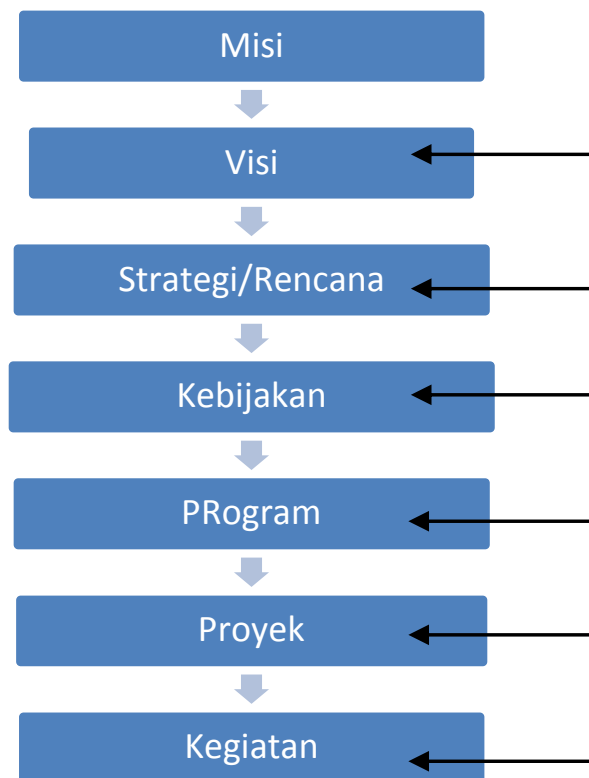 Misi
Visi
Strategi/Rencana
Kebijakan
PRogram
Proyek
Kegiatan